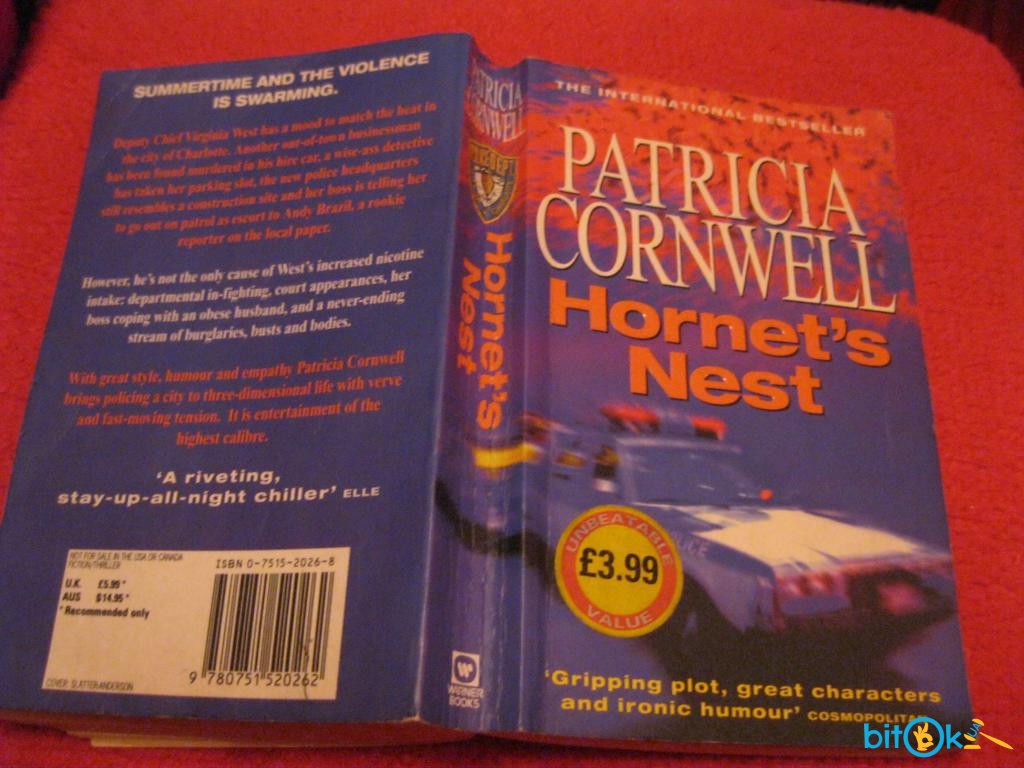 SUMMERTIME AND THE VIOLENCE
IS SWARMING.
Deputy Chief Virginia West has a mood to match the heat in
the city of Charlotte. Another out-of-town businessman
has been found murdered in his hire car, a wise-ass detective
has taken her parking slot, the new police headquarters
still resembles a construction site and her boss is telling her
to go out on patrol as escort to Andy Brazil, a rookie
reporter on the local paper.
However, he's not the only cause of West's increased nicotine
intake: departmental in-fighting, court appearances, her
boss coping with an obese husband, and a never-ending
stream of burglaries, busts and bodies.
With great style, humour and empathy Patricia Cornwell
brings policing a city to three-dimensional life with verve
and fast-moving tension. It is entertainment of the
highest calibre.
'A riveting,
stay-up-all-night chiller' ELLE
NOT FOR SALE IN THE USA OR CANADA
FICTION/THRILLER
U.K. £5.99*
AUS $14.95*
*Recommended only
ISBN 0-7515-2026-8
9 780751 520262
COVER: SLATTER-ANDERSON
PATRICIA
CORNWELL
Hornet's
Nest
WARNER
BOOKS
THE INTERNATIONAL BESTSELLER
PATRICIA
CORNWELL
Hornet's
Nest
POLICE
UNBEATABLE
£3.99
VALUE
'Gripping plot, great characters
and ironic humour' COSMOPOLITAN
bitOk
UA